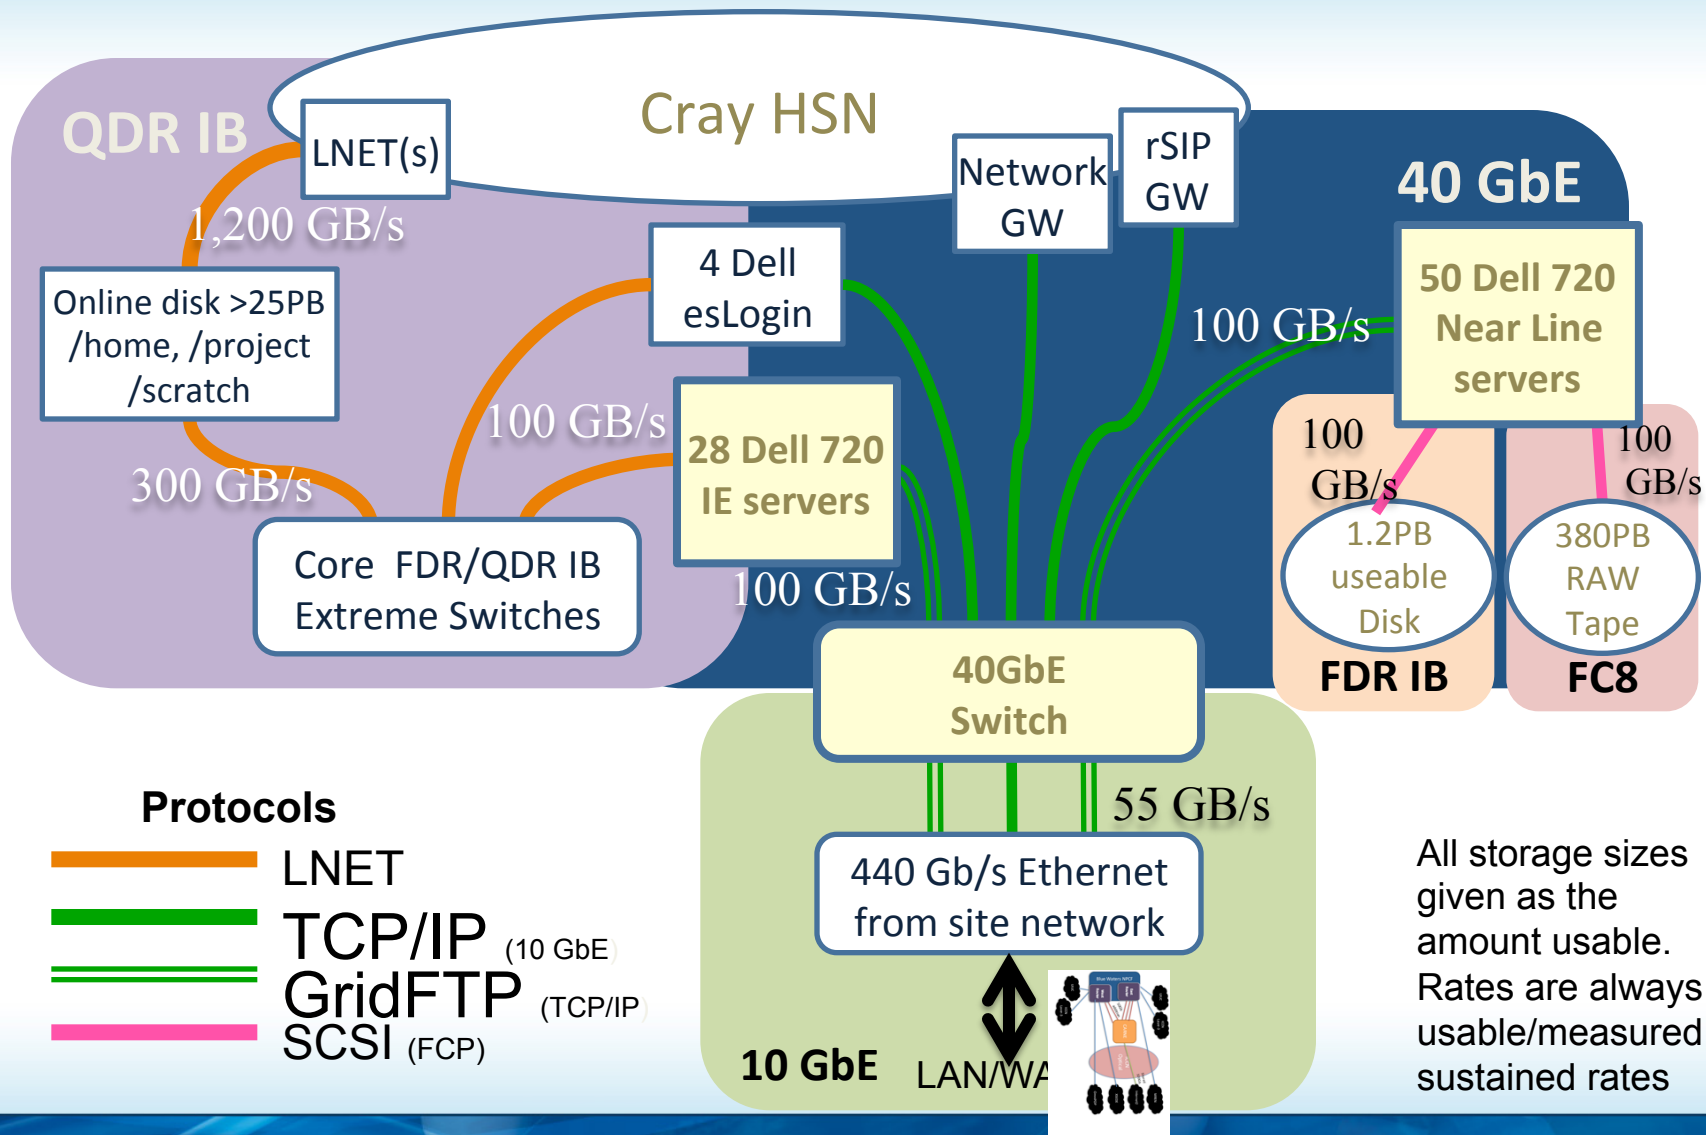 Cray HSN
QDR IB
LNET(s)
1,200 GB/s
Online disk >25PB
/home, /project
/scratch
300 GB/s
Core FDR/QDR IB
Extreme Switches
4 Dell
esLogin
100 GB/s
28 Dell 720
IE servers
100 GB/s
Network
GW
rSIP
GW
40 GbE
100 GB/s
50 Dell 720
Near Line
servers
100
GB/s
1.2PB
useable
Disk
FDR IB
100
GB/s
380PB
RAW
Tape
FC8
40GbE
Switch
55 GB/s
440 Gb/s Ethernet
from site network
10 GbE
LAN/WA
Blue Waters NPCF
Protocols
LNET
TCP/IP (10 GbE)
GridFTP (TCP/IP)
SCSI (FCP)
All storage sizes
given as the
amount usable.
Rates are always
usable/measured
sustained rates